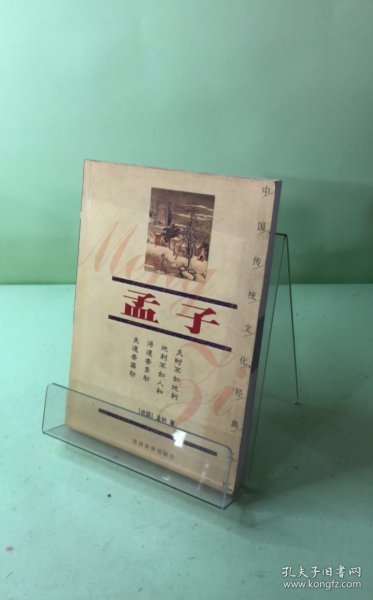 中国传统文化经典
Meng
Zi
孟子
天时不如地利
地利不如人和
得道者多助
失道者寡助
[战国] 孟轲 著
孔夫子旧书网
www.kongfz.com